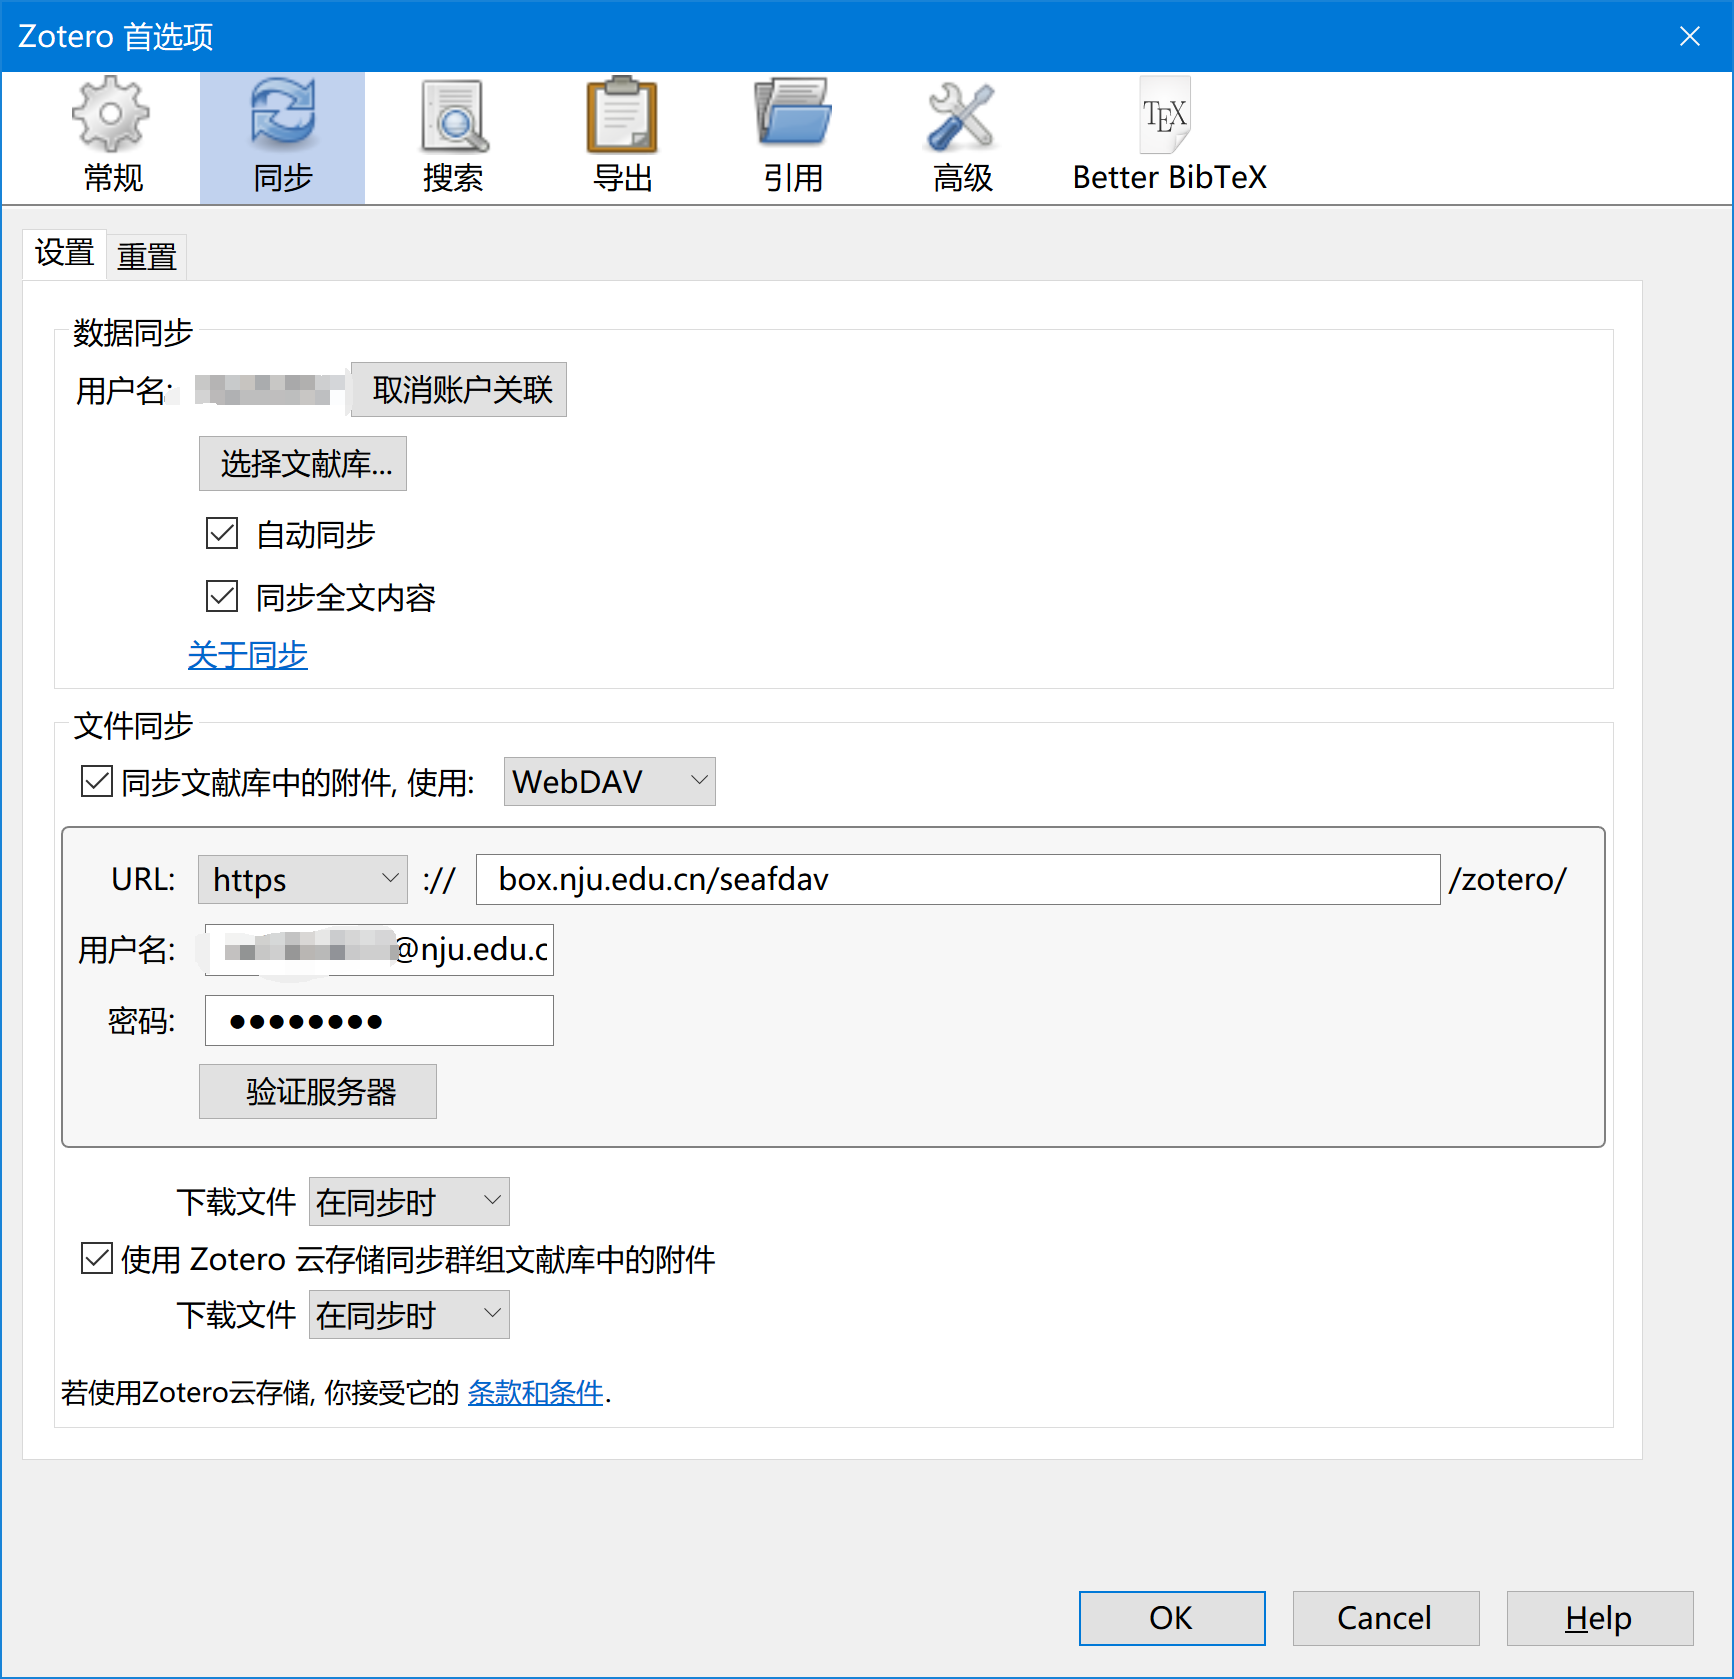 Zotero 首选项
常规 同步 搜索 导出 引用 高级 TEX Better BibTeX
设置 重置
数据同步
用户名: 取消账户关联
选择文献库...
自动同步
同步全文内容
关于同步
文件同步
同步文献库中的附件, 使用: WebDAV
URL: https :// box.nju.edu.cn/seafdav /zotero/
用户名: @nju.edu.c
密码: ●●●●●●●●
验证服务器
下载文件 在同步时
使用 Zotero 云存储同步群组文献库中的附件
下载文件 在同步时
若使用Zotero云存储, 你接受它的 条款和条件.
OK Cancel Help